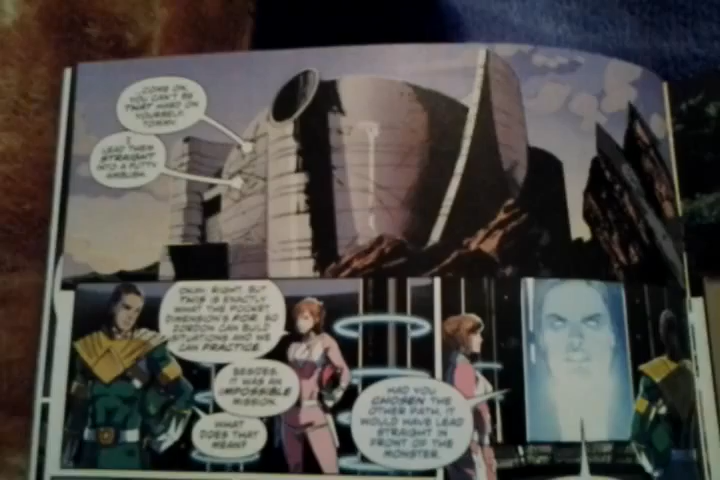 ...COME ON,
YOU CAN'T BE
THAT HARD ON
YOURSELF,
TOMMY.
I
LEAD THEM
STRAIGHT
INTO A PUTTY
AMBUSH.
OKAY. RIGHT. BUT
THIS IS EXACTLY
WHAT THE POCKET
DIMENSION'S FOR. SO
ZORDON CAN BUILD
SITUATIONS AND WE
CAN PRACTICE.
BESIDES,
IT WAS AN
IMPOSSIBLE
MISSION.
WHAT
DOES THAT
MEAN?
HAD YOU
CHOSEN THE
OTHER PATH, IT
WOULD HAVE LEAD
STRAIGHT IN
FRONT OF THE
MONSTER.